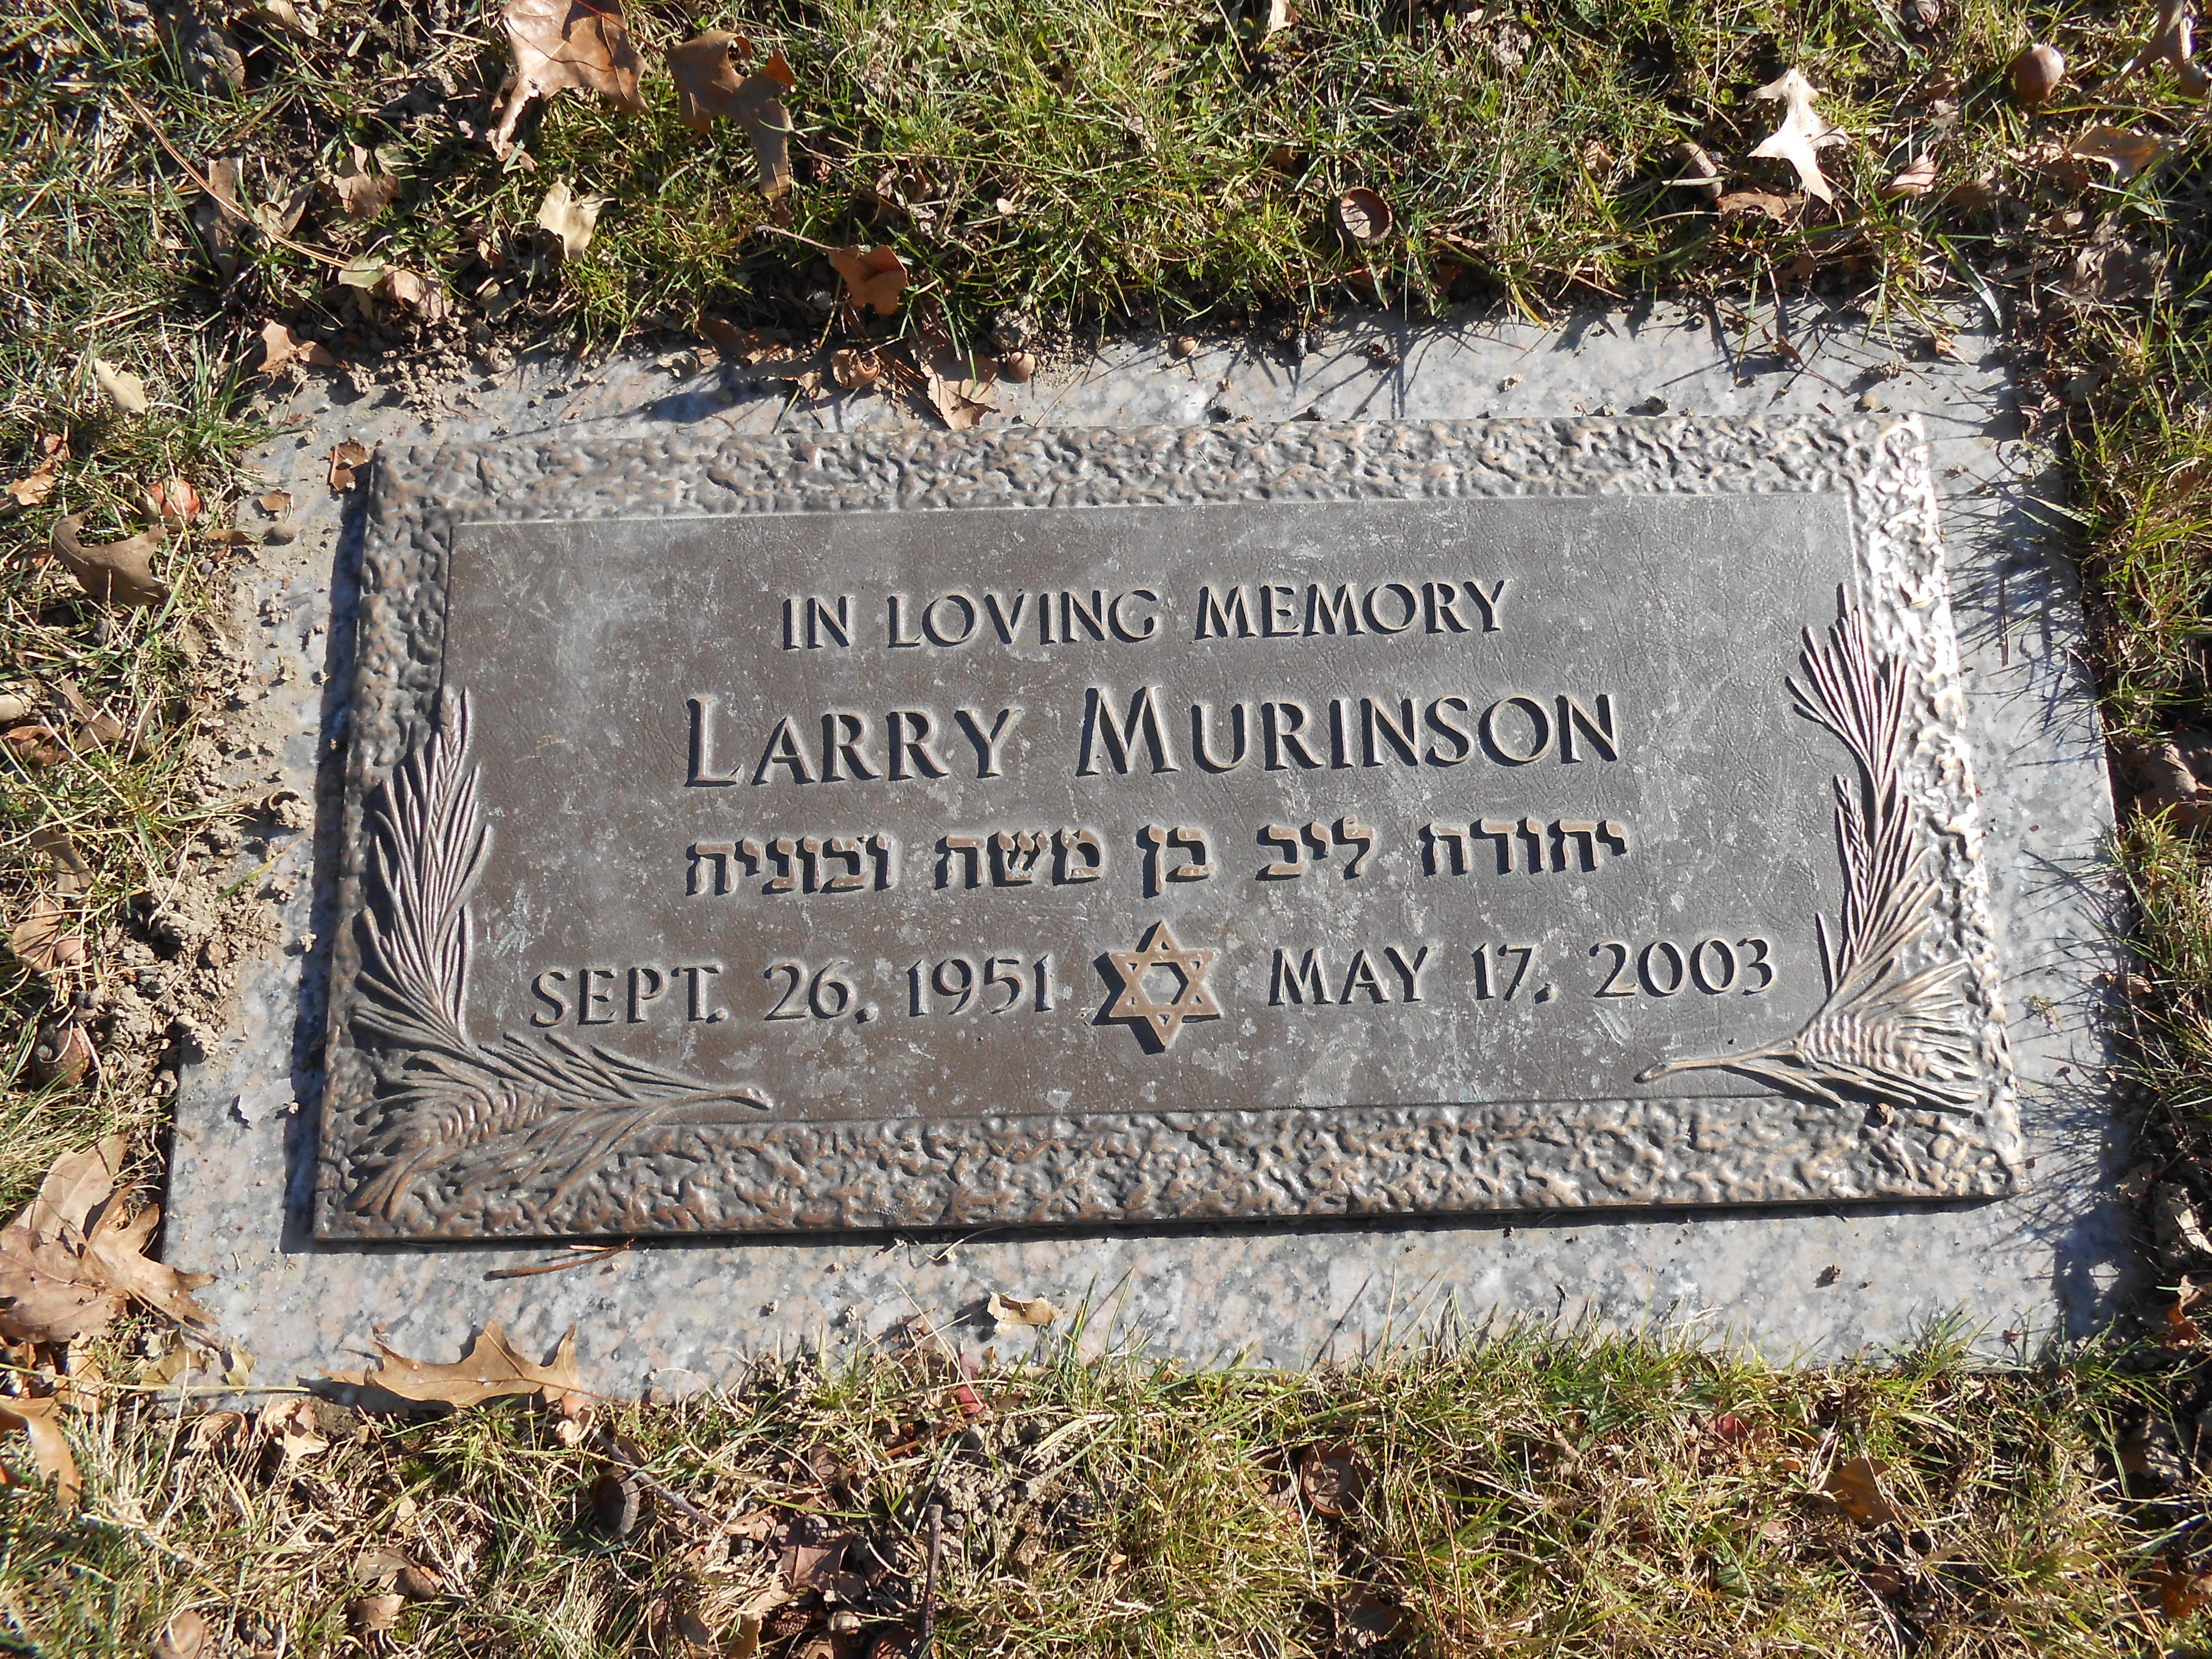 IN LOVING MEMORY
LARRY MURINSON
יהודה ליב בן משה ובוניה
SEPT. 26, 1951 MAY 17, 2003